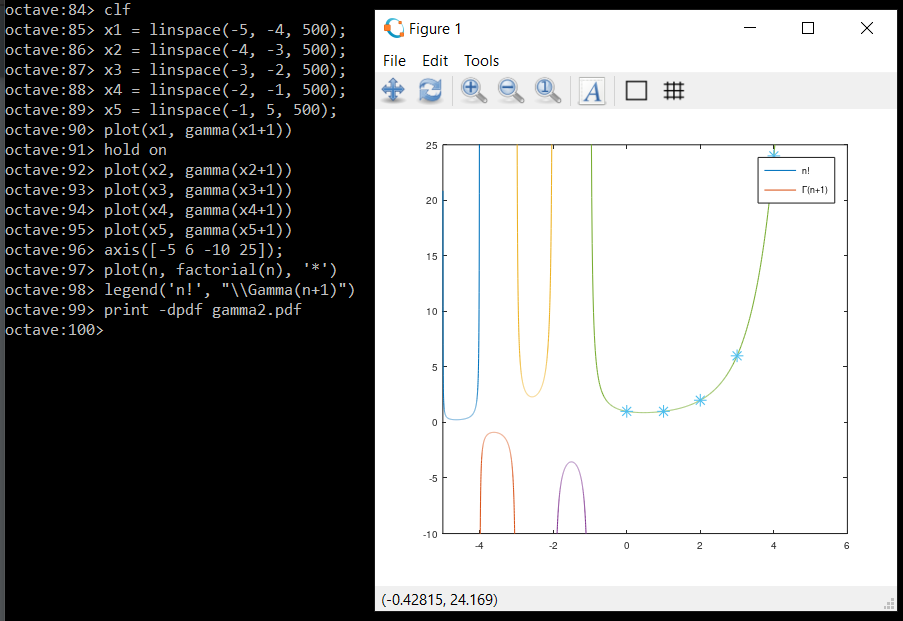 octave:84> clf
octave:85> x1 = linspace(-5, -4, 500);
octave:86> x2 = linspace(-4, -3, 500);
octave:87> x3 = linspace(-3, -2, 500);
octave:88> x4 = linspace(-2, -1, 500);
octave:89> x5 = linspace(-1, 5, 500);
octave:90> plot(x1, gamma(x1+1))
octave:91> hold on
octave:92> plot(x2, gamma(x2+1))
octave:93> plot(x3, gamma(x3+1))
octave:94> plot(x4, gamma(x4+1))
octave:95> plot(x5, gamma(x5+1))
octave:96> axis([-5 6 -10 25]);
octave:97> plot(n, factorial(n), '*')
octave:98> legend('n!', "\\Gamma(n+1)")
octave:99> print -dpdf gamma2.pdf
octave:100>
Figure 1
File Edit Tools
1 A
25
20
15
10
5
0
-5
-10
n!
Γ(n+1)
-4 -2 0 2 4 6
(-0.42815, 24.169)